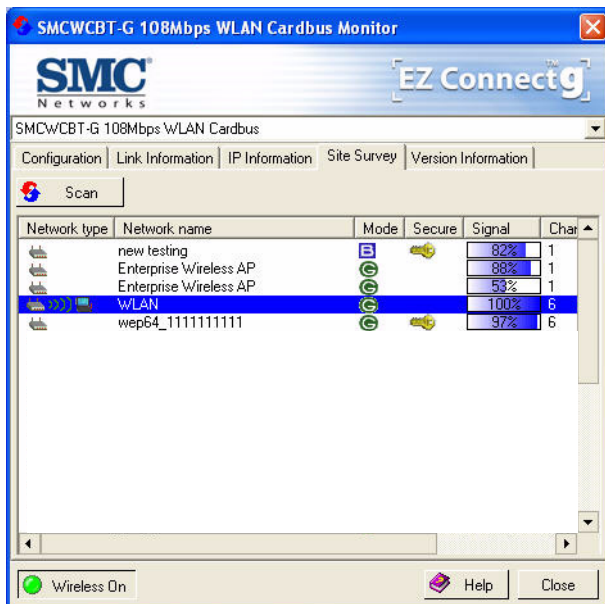 SMCWCBT-G 108Mbps WLAN Cardbus Monitor
SMC
Networks
EZ Connect™ g
SMCWCBT-G 108Mbps WLAN Cardbus
Configuration Link Information IP Information Site Survey Version Information
Scan
Network type Network name Mode Secure Signal Chan
new testing B 82% 1
Enterprise Wireless AP G 88% 1
Enterprise Wireless AP G 53% 1
WLAN G 100% 6
wep64_1111111111 G 97% 6
Wireless On Help Close